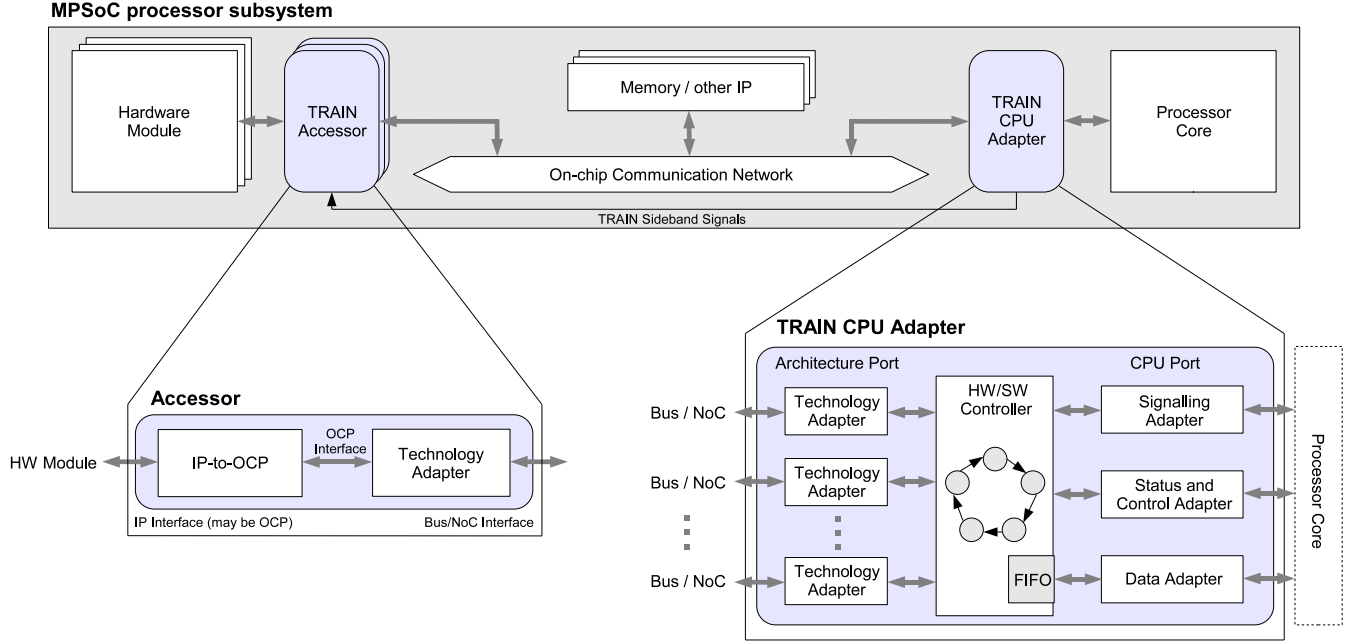 MPSoC processor subsystem
Hardware
Module
TRAIN
Accessor
Memory / other IP
TRAIN
CPU
Adapter
Processor
Core
On-chip Communication Network
TRAIN Sideband Signals
Accessor
HW Module
IP-to-OCP
OCP
Interface
Technology
Adapter
IP Interface (may be OCP)
Bus/NoC Interface
TRAIN CPU Adapter
Architecture Port
CPU Port
Bus / NoC
Technology
Adapter
HW/SW
Controller
Signalling
Adapter
Bus / NoC
Technology
Adapter
Status and
Control Adapter
Bus / NoC
Technology
Adapter
FIFO
Data Adapter
Processor Core